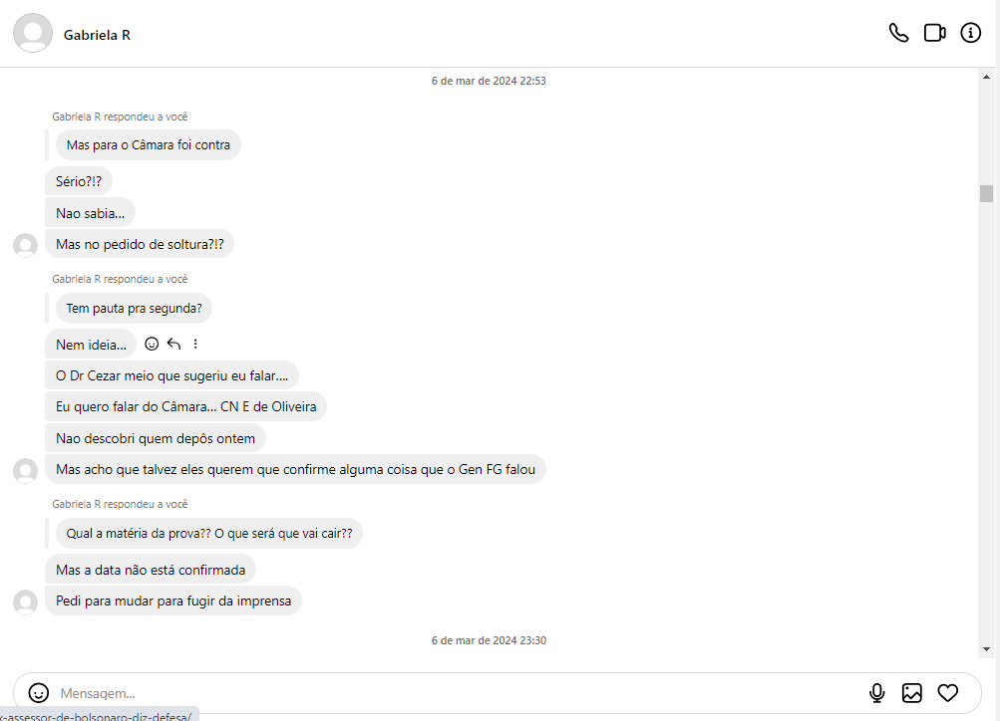 Gabriela R
6 de mar de 2024 22:53
Gabriela R respondeu a você
Mas para o Câmara foi contra
Sério?!?
Nao sabia...
Mas no pedido de soltura?!?
Gabriela R respondeu a você
Tem pauta pra segunda?
Nem ideia...
O Dr Cezar meio que sugeriu eu falar....
Eu quero falar do Câmara... CN E de Oliveira
Nao descobri quem depôs ontem
Mas acho que talvez eles querem que confirme alguma coisa que o Gen FG falou
Gabriela R respondeu a você
Qual a matéria da prova?? O que será que vai cair??
Mas a data não está confirmada
Pedi para mudar para fugir da imprensa
6 de mar de 2024 23:30
Mensagem...
x-assessor-de-bolsonaro-diz-defesa/